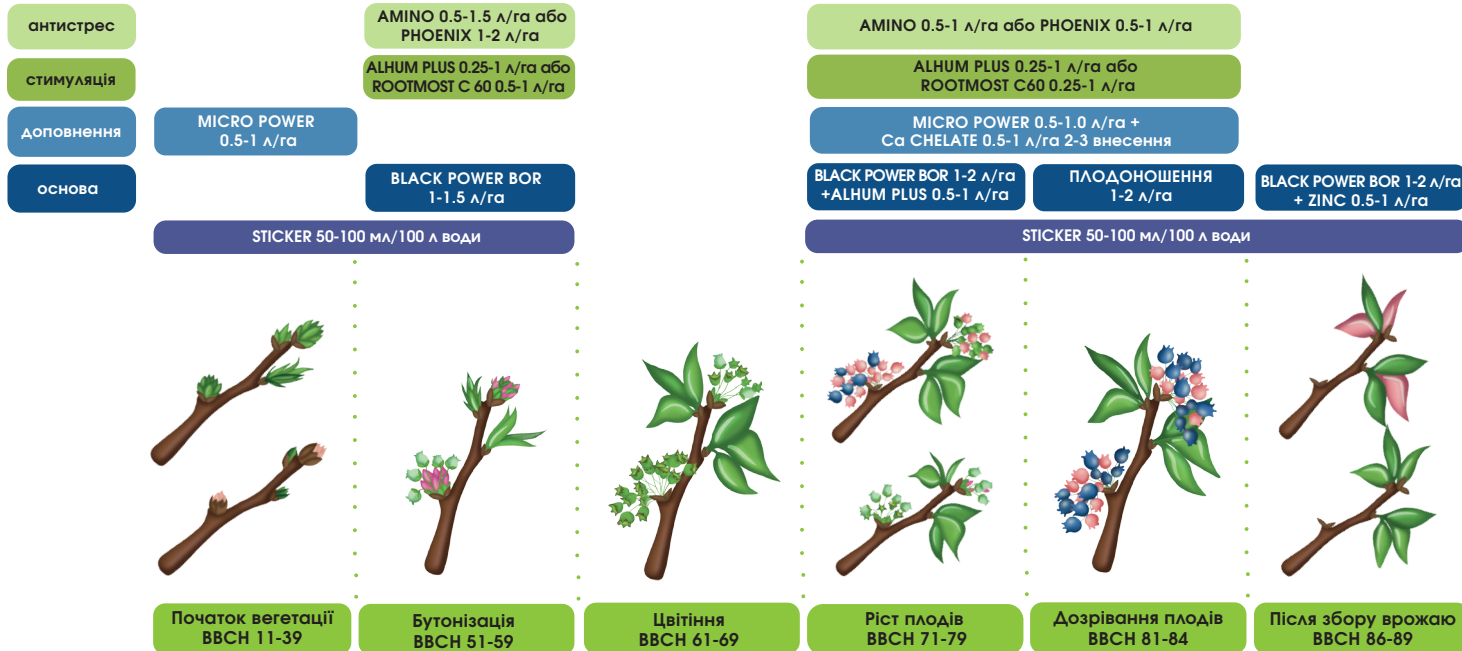 антистрес
AMINO 0.5-1.5 л/га або
PHOENIX 1-2 л/га
AMINO 0.5-1 л/га або PHOENIX 0.5-1 л/га
стимуляція
ALHUM PLUS 0.25-1 л/га або
ROOTMOST C 60 0.5-1 л/га
ALHUM PLUS 0.25-1 л/га або
ROOTMOST C60 0.25-1 л/га
доповнення
MICRO POWER
0.5-1 л/га
MICRO POWER 0.5-1.0 л/га +
Ca CHELATE 0.5-1 л/га 2-3 внесення
основа
BLACK POWER BOR
1-1.5 л/га
BLACK POWER BOR 1-2 л/га
+ALHUM PLUS 0.5-1 л/га
ПЛОДОНОШЕННЯ
1-2 л/га
BLACK POWER BOR 1-2 л/га
+ ZINC 0.5-1 л/га
STICKER 50-100 мл/100 л води
STICKER 50-100 мл/100 л води
Початок вегетації
BBCH 11-39
Бутонізація
BBCH 51-59
Цвітіння
BBCH 61-69
Ріст плодів
BBCH 71-79
Дозрівання плодів
BBCH 81-84
Після збору врожаю
BBCH 86-89